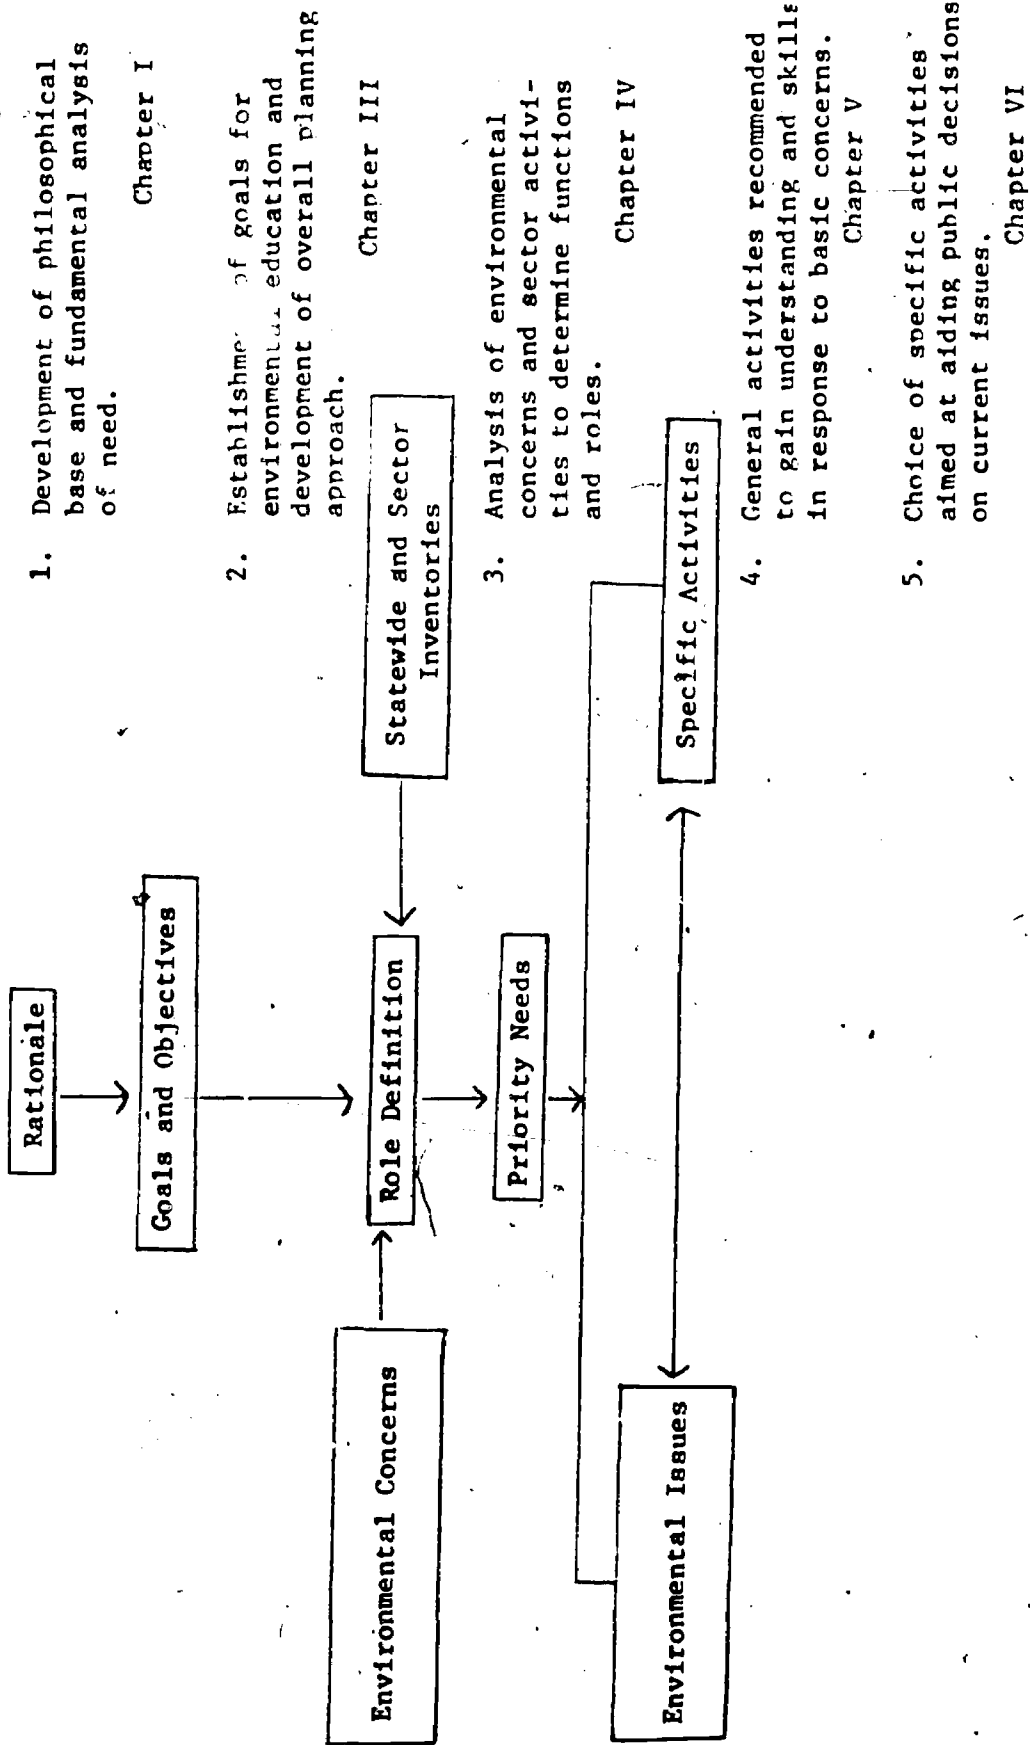 Rationale
Goals and Objectives
Environmental Concerns
Role Definition
Statewide and Sector
Inventories
Priority Needs
Environmental Issues
Specific Activities
1. Development of philosophical
base and fundamental analysis
of need.
Chapter I
2. of goals for
education and
development of overall planning
approach.
Chapter III
3. Analysis of environmental
concerns and sector activi-
ties to determine functions
and roles.
Chapter IV
4. General activities recommended
to gain understanding and skills
in response to basic concerns.
Chapter V
5. Choice of specific activities
aimed at aiding public decisions
on current issues.
Chapter VI